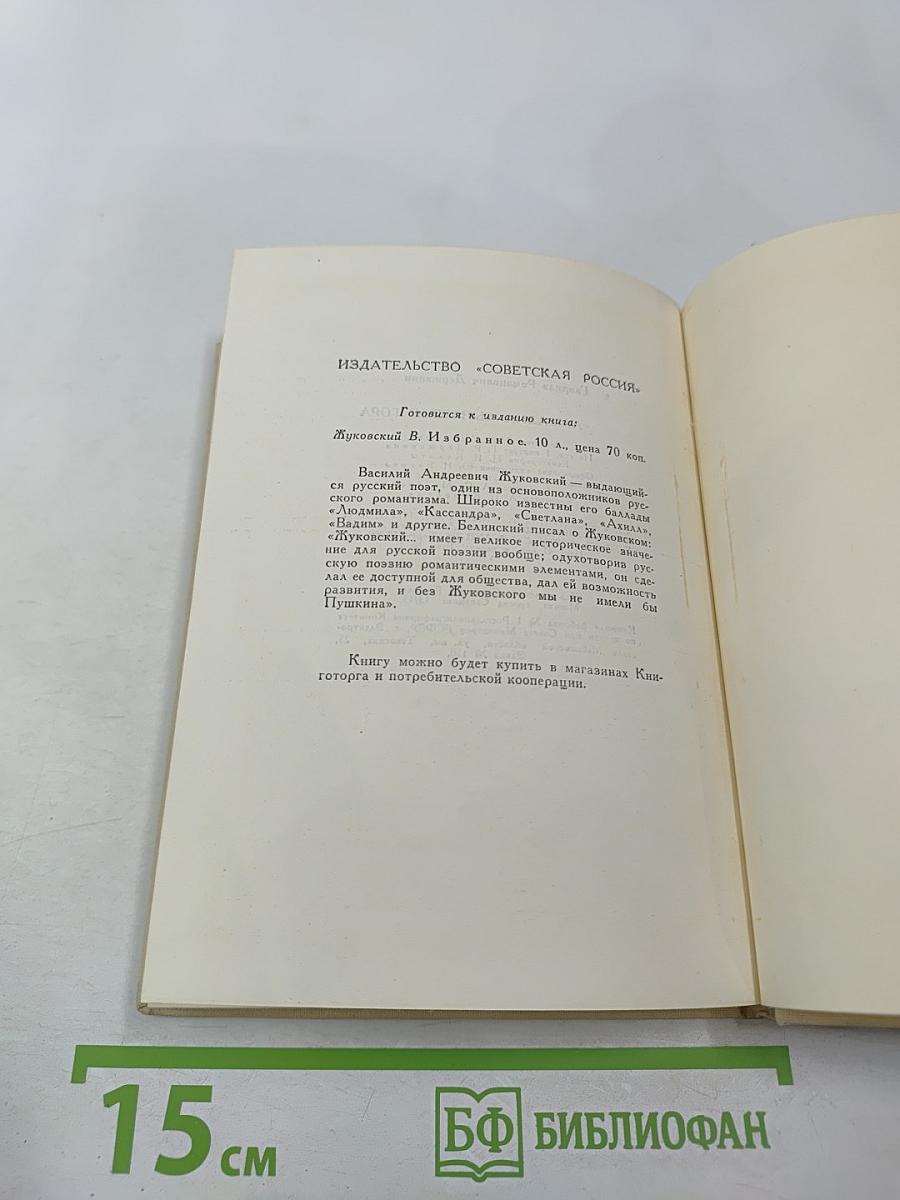 ИЗДАТЕЛЬСТВО «СОВЕТСКАЯ РОССИЯ»
Готовится к изданию книга:
Жуковский В. Избранное. 10 л., цена 70 коп.
Василий Андреевич Жуковский — выдающий-
ся русский поэт, один из основоположников рус-
ского романтизма. Широко известны его баллады
«Людмила», «Кассандра», «Светлана», «Ахилл»,
«Вадим» и другие. Белинский писал о Жуковском:
«Жуковский... имеет великое историческое значе-
ние для русской поэзии вообще; одухотворив рус-
скую поэзию романтическими элементами, он сде-
лал ее доступной для общества, дал ей возможность
развития, и без Жуковского мы не имели бы
Пушкина».
Книгу можно будет купить в магазинах Кни-
готорга и потребительской кооперации.
15 см
БФ БИБЛИОФАН